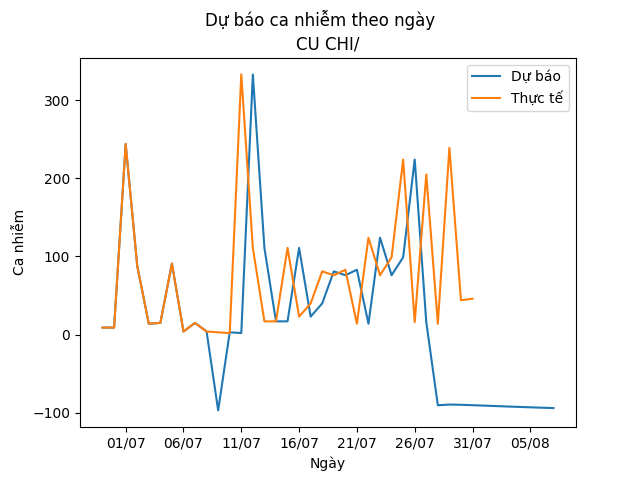 Dự báo ca nhiễm theo ngày
CU CHI/
Dự báo
Thực tế
Ca nhiễm
300
200
100
0
−100
01/07 06/07 11/07 16/07 21/07 26/07 31/07 05/08
Ngày